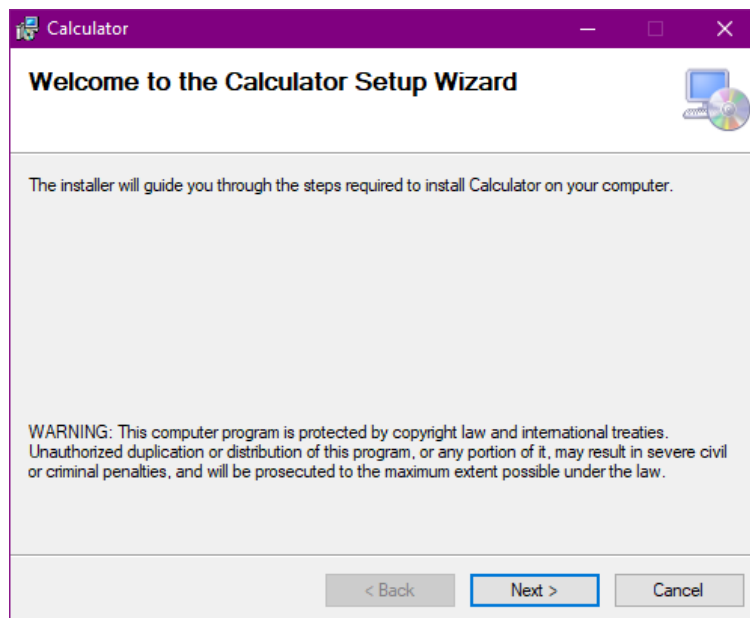 Calculator
Welcome to the Calculator Setup Wizard
The installer will guide you through the steps required to install Calculator on your computer.
WARNING: This computer program is protected by copyright law and international treaties.
Unauthorized duplication or distribution of this program, or any portion of it, may result in severe civil
or criminal penalties, and will be prosecuted to the maximum extent possible under the law.
< Back Next > Cancel